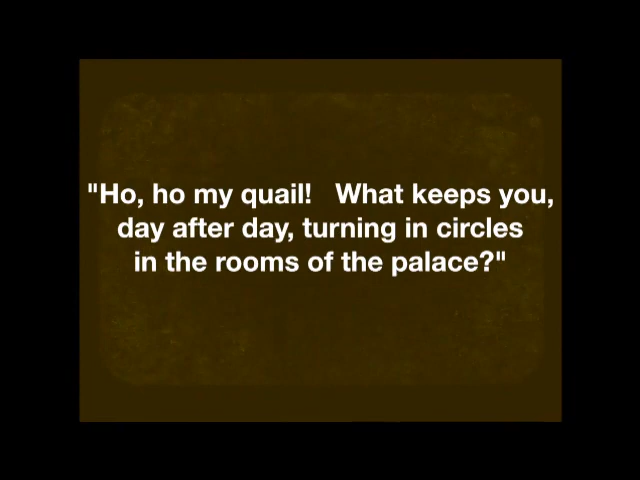 "Ho, ho my quail!   What keeps you,
day after day, turning in circles
in the rooms of the palace?"